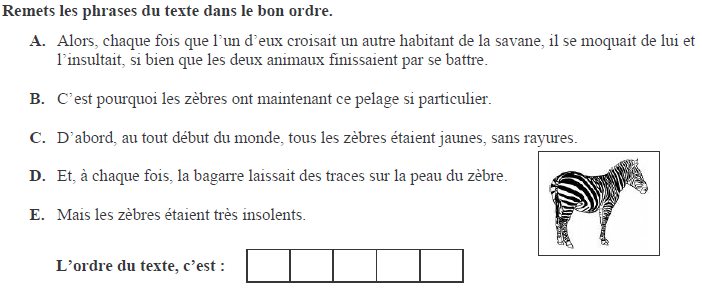 Remets les phrases du texte dans le bon ordre.
A. Alors, chaque fois que l'un d'eux croisait un autre habitant de la savane, il se moquait de lui et
l'insultait, si bien que les deux animaux finissaient par se battre.
B. C'est pourquoi les zèbres ont maintenant ce pelage si particulier.
C. D'abord, au tout début du monde, tous les zèbres étaient jaunes, sans rayures.
D. Et, à chaque fois, la bagarre laissait des traces sur la peau du zèbre.
E. Mais les zèbres étaient très insolents.
L'ordre du texte, c'est :